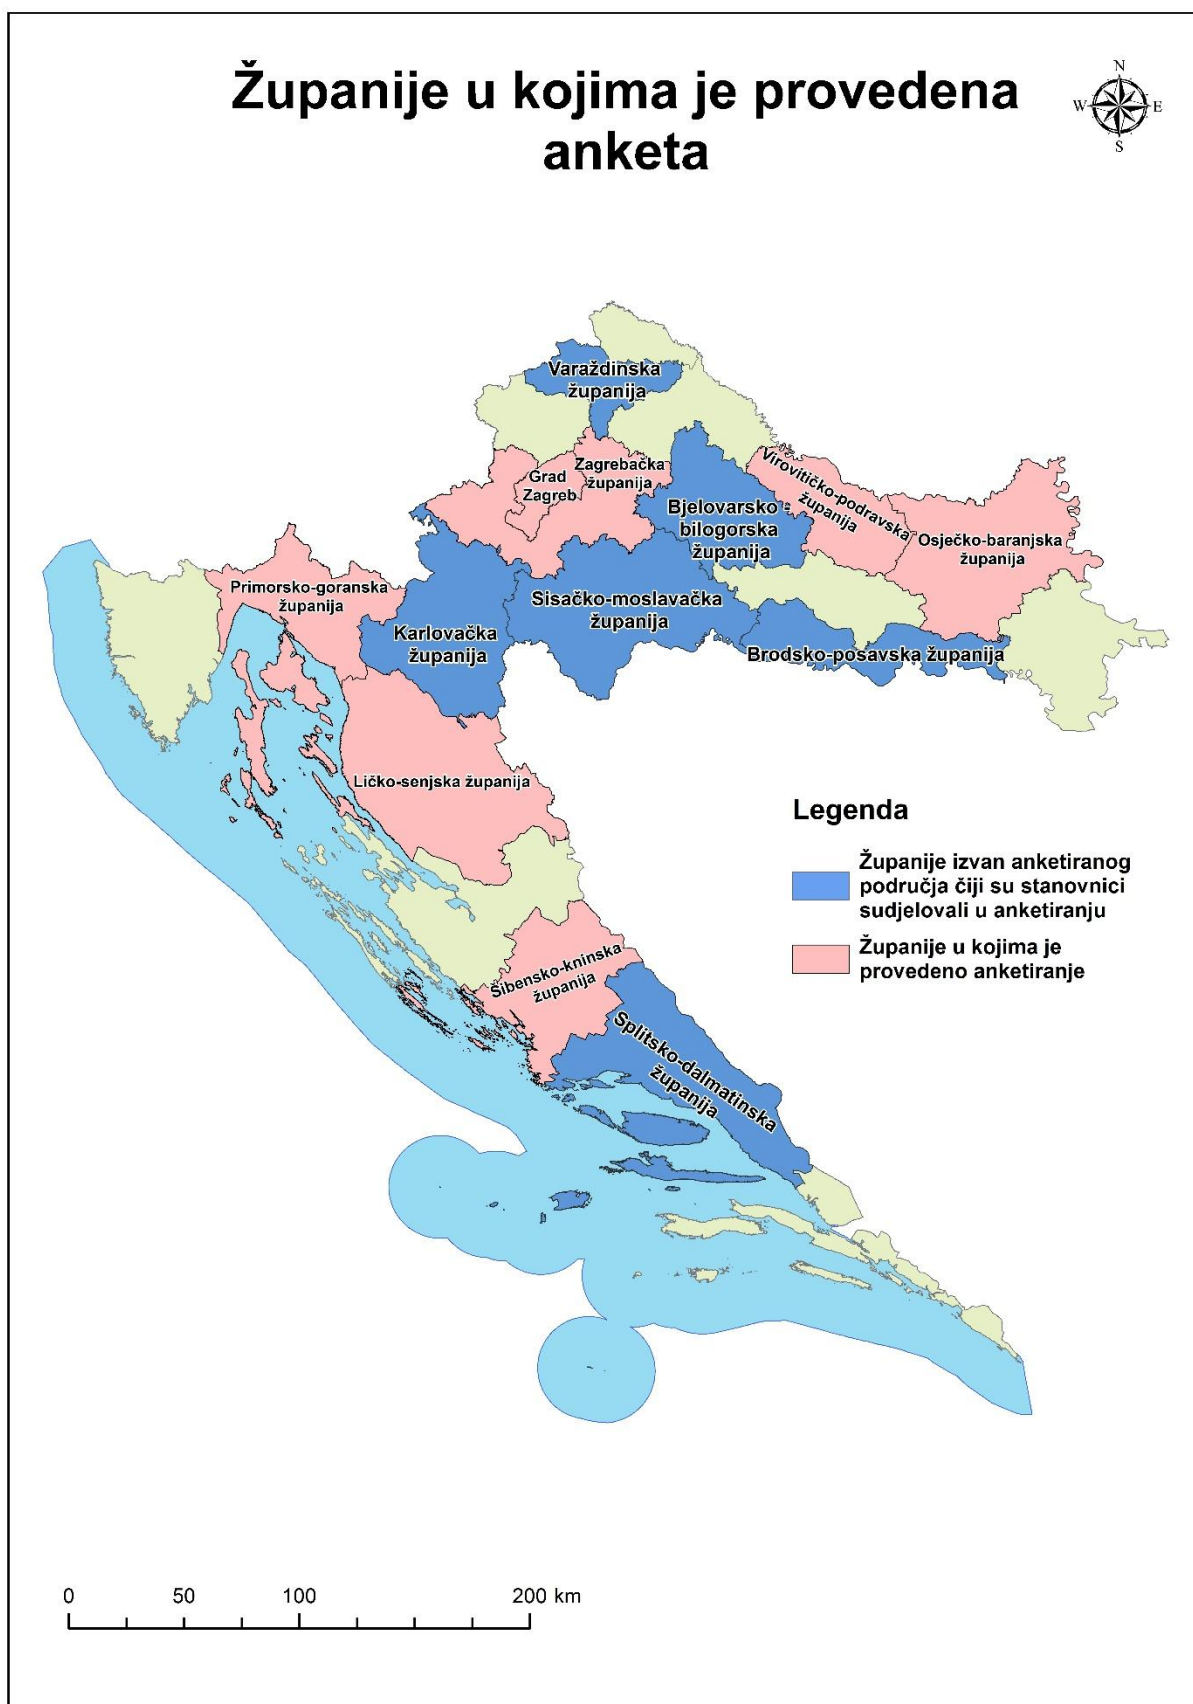 Županije u kojima je provedena
anketa
N
W
E
S
Varaždinska
županija
Grad
Zagreb
Zagrebačka
županija
Bjelovarsko -
bilogorska
županija
Virovitičko-podravska
županija
Osječko-baranjska
županija
Primorsko-goranska
županija
Karlovačka
županija
Sisačko-moslavačka
županija
Brodsko-posavska županija
Ličko-senjska županija
Šibensko-kninska
županija
Splitsko-dalmatinska
županija
Legenda
Županije izvan anketiranog
područja čiji su stanovnici
sudjelovali u anketiranju
Županije u kojima je
provedeno anketiranje
0 50 100 200 km